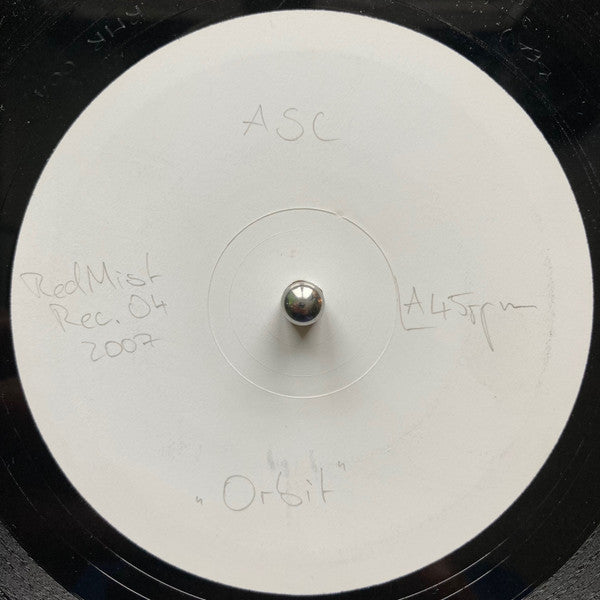 ASC
RedMist
Rec. 04
2007
A 45rpm
„Orbit"